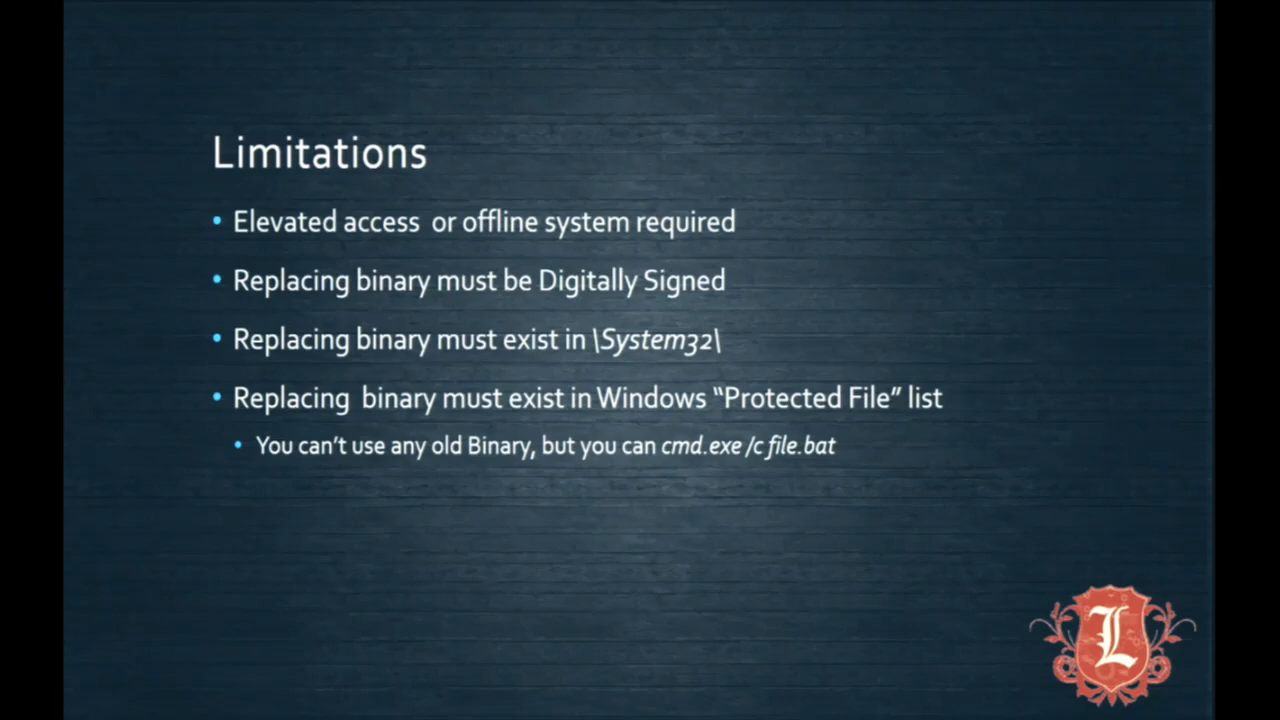 Limitations
• Elevated access or offline system required
• Replacing binary must be Digitally Signed
• Replacing binary must exist in \System32\
• Replacing binary must exist in Windows “Protected File” list
• You can’t use any old Binary, but you can cmd.exe /c file.bat
L